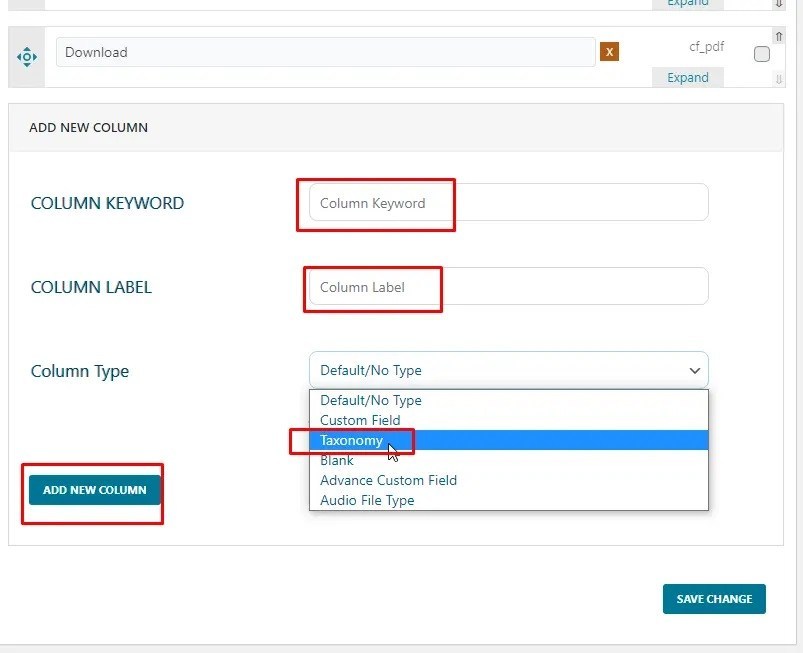 Expand
Download
X
cf_pdf
Expand
ADD NEW COLUMN
COLUMN KEYWORD
Column Keyword
COLUMN LABEL
Column Label
Column Type
Default/No Type
Default/No Type
Custom Field
Taxonomy
Blank
Advance Custom Field
Audio File Type
ADD NEW COLUMN
SAVE CHANGE